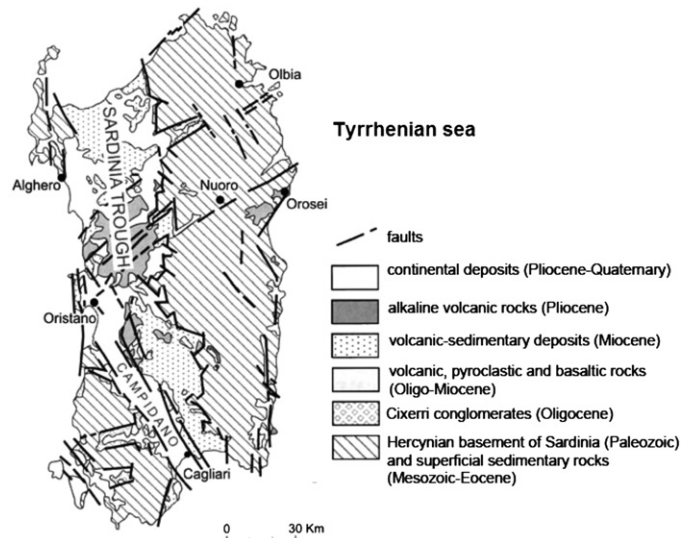 Olbia
Tyrrhenian sea
SARDINIA TROUGH
Alghero
Nuoro
Orosei
faults
continental deposits (Pliocene-Quaternary)
alkaline volcanic rocks (Pliocene)
Oristano
volcanic-sedimentary deposits (Miocene)
volcanic, pyroclastic and basaltic rocks
(Oligo-Miocene)
CAMPIDANO
Cixerri conglomerates (Oligocene)
Hercynian basement of Sardinia (Paleozoic)
and superficial sedimentary rocks
(Mesozoic-Eocene)
Cagliari
0 30 Km